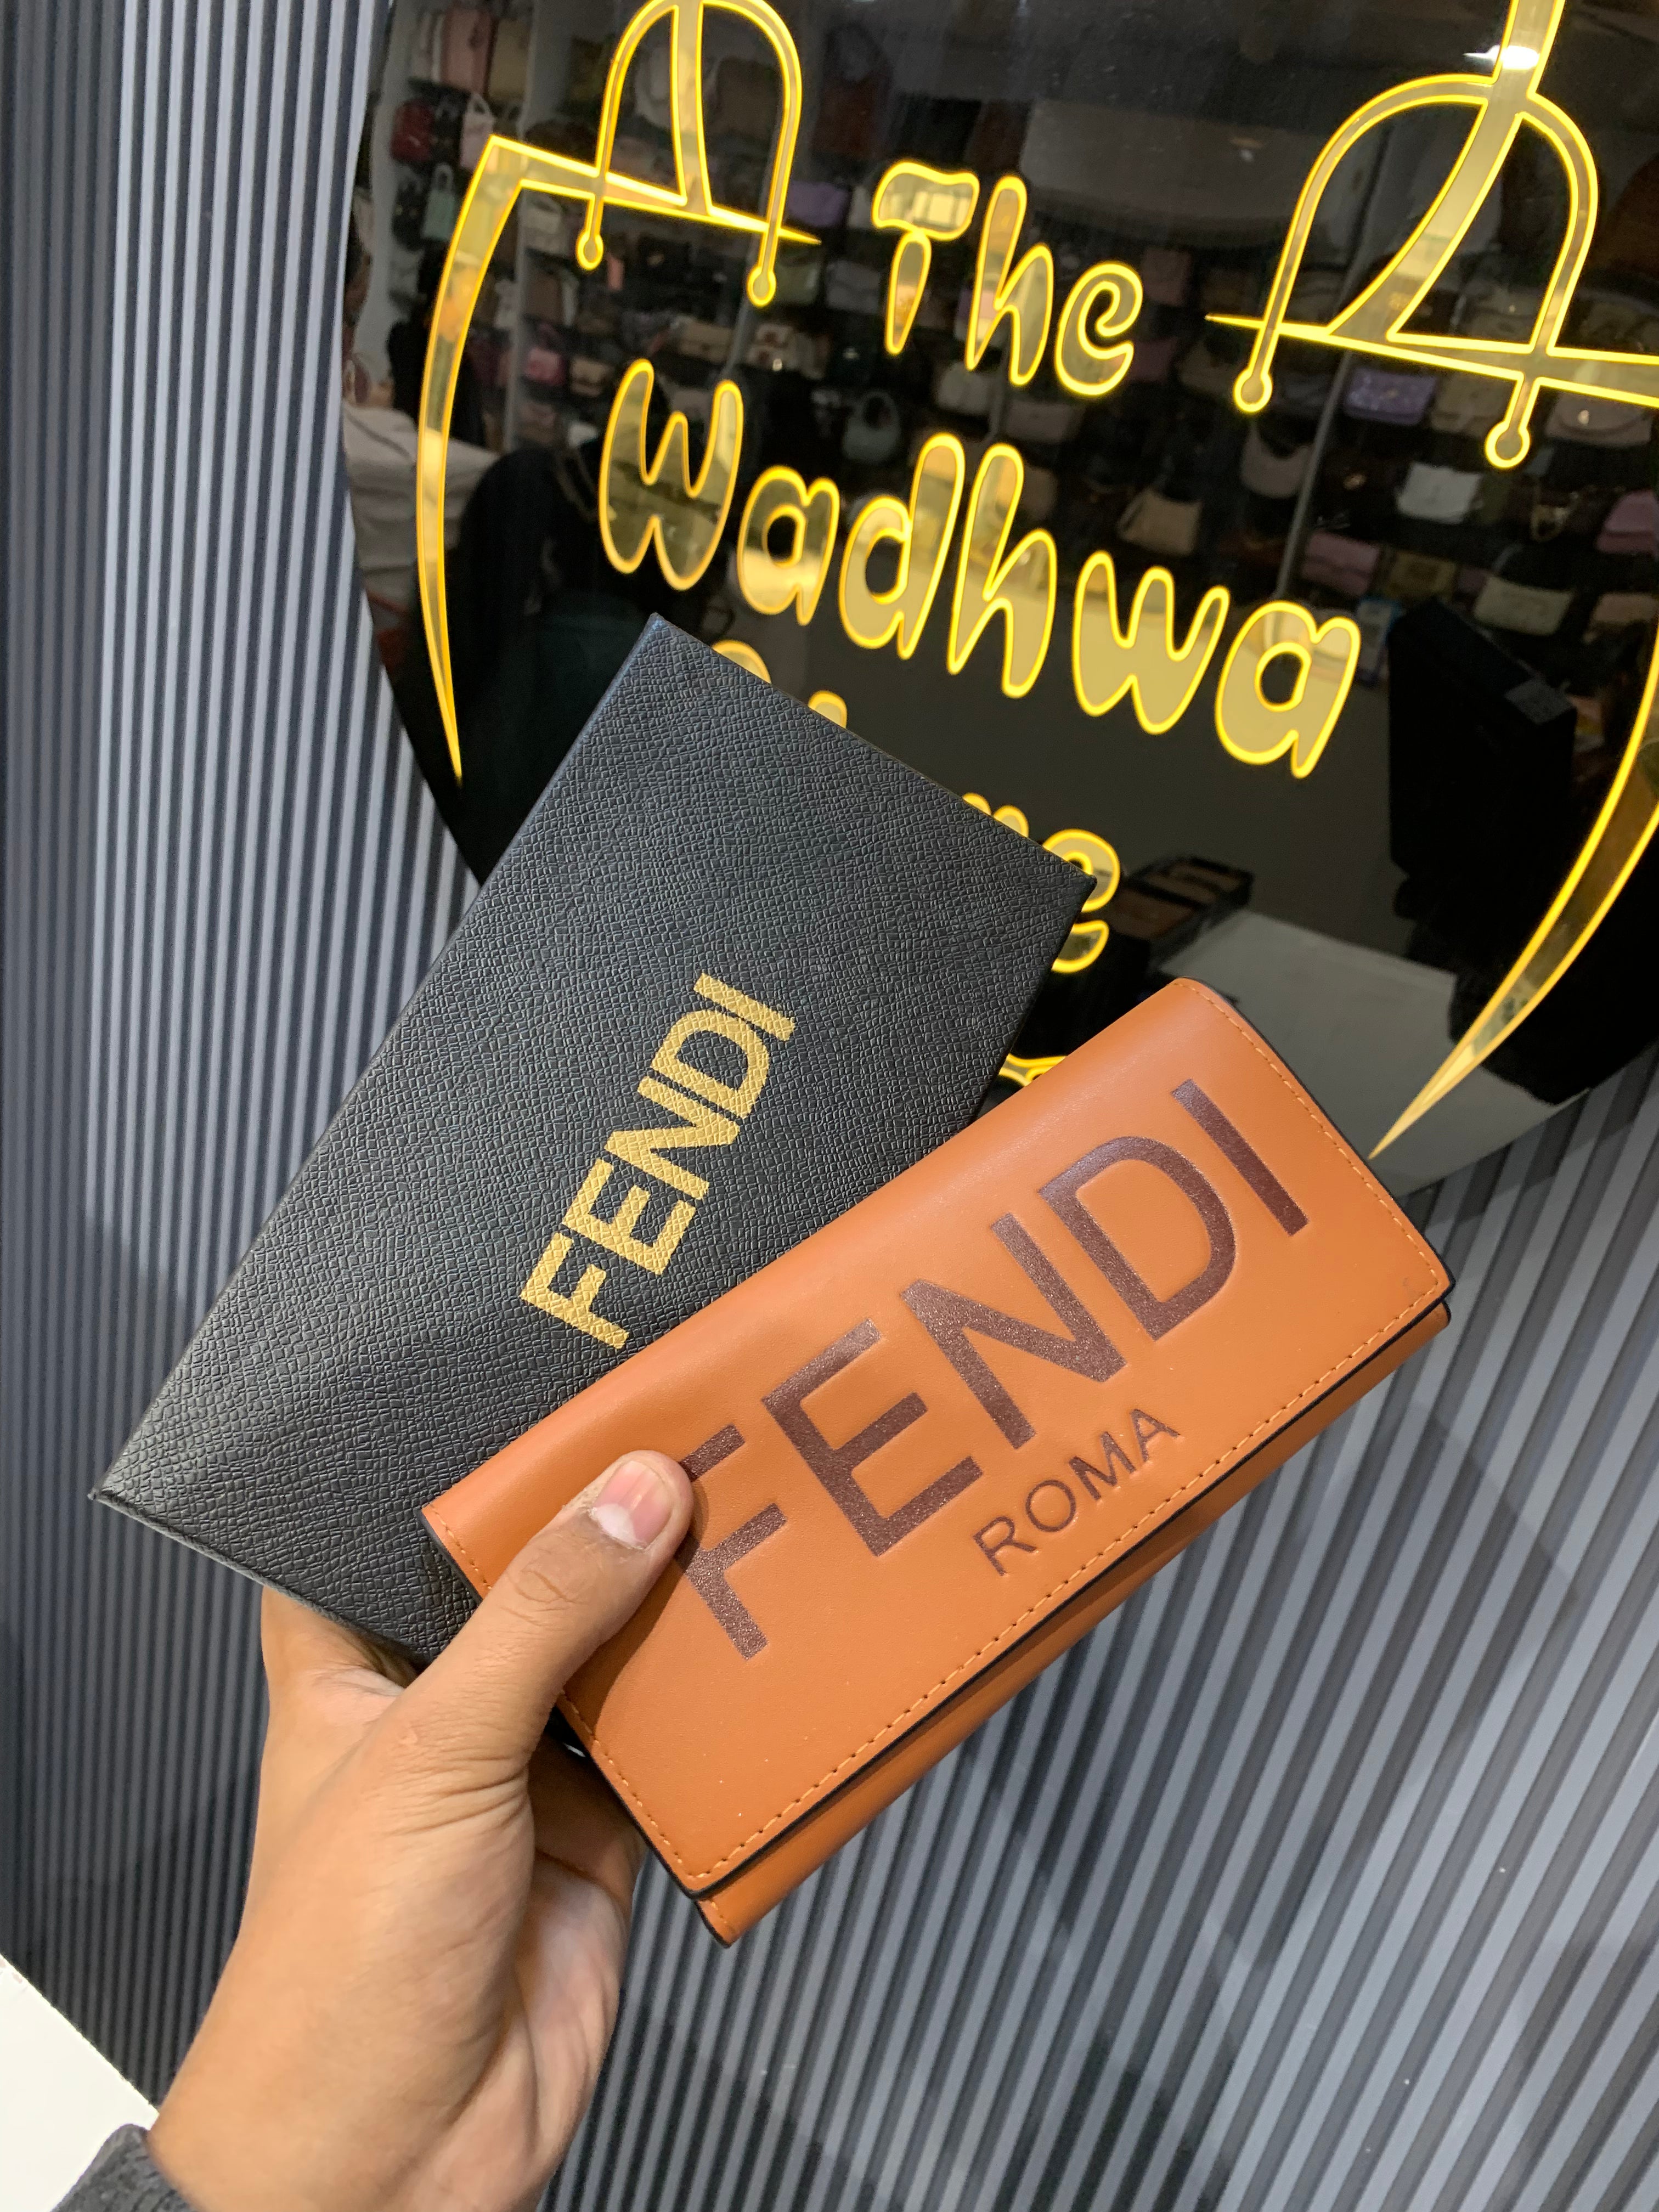 The
Wadhwa
FENDI
FENDI
ROMA